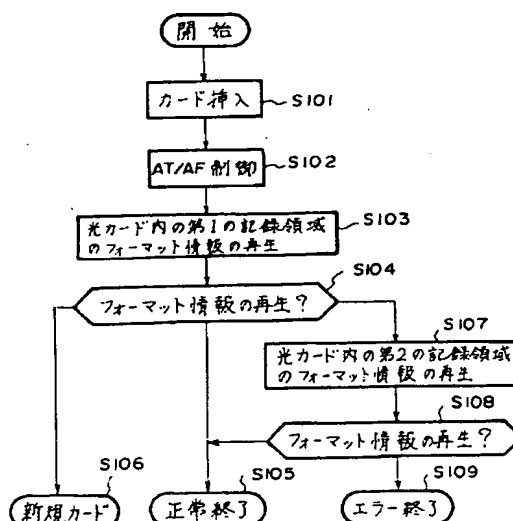 開始
カード挿入
S101
AT/AF制御
S102
光カード内の第1の記録領域
のフォーマット情報の再生
S103
フォーマット情報の再生?
S104
S107
光カード内の第2の記録領域
のフォーマット情報の再生
S108
フォーマット情報の再生?
S106
S105
S109
新規カード
正常終了
エラー終了